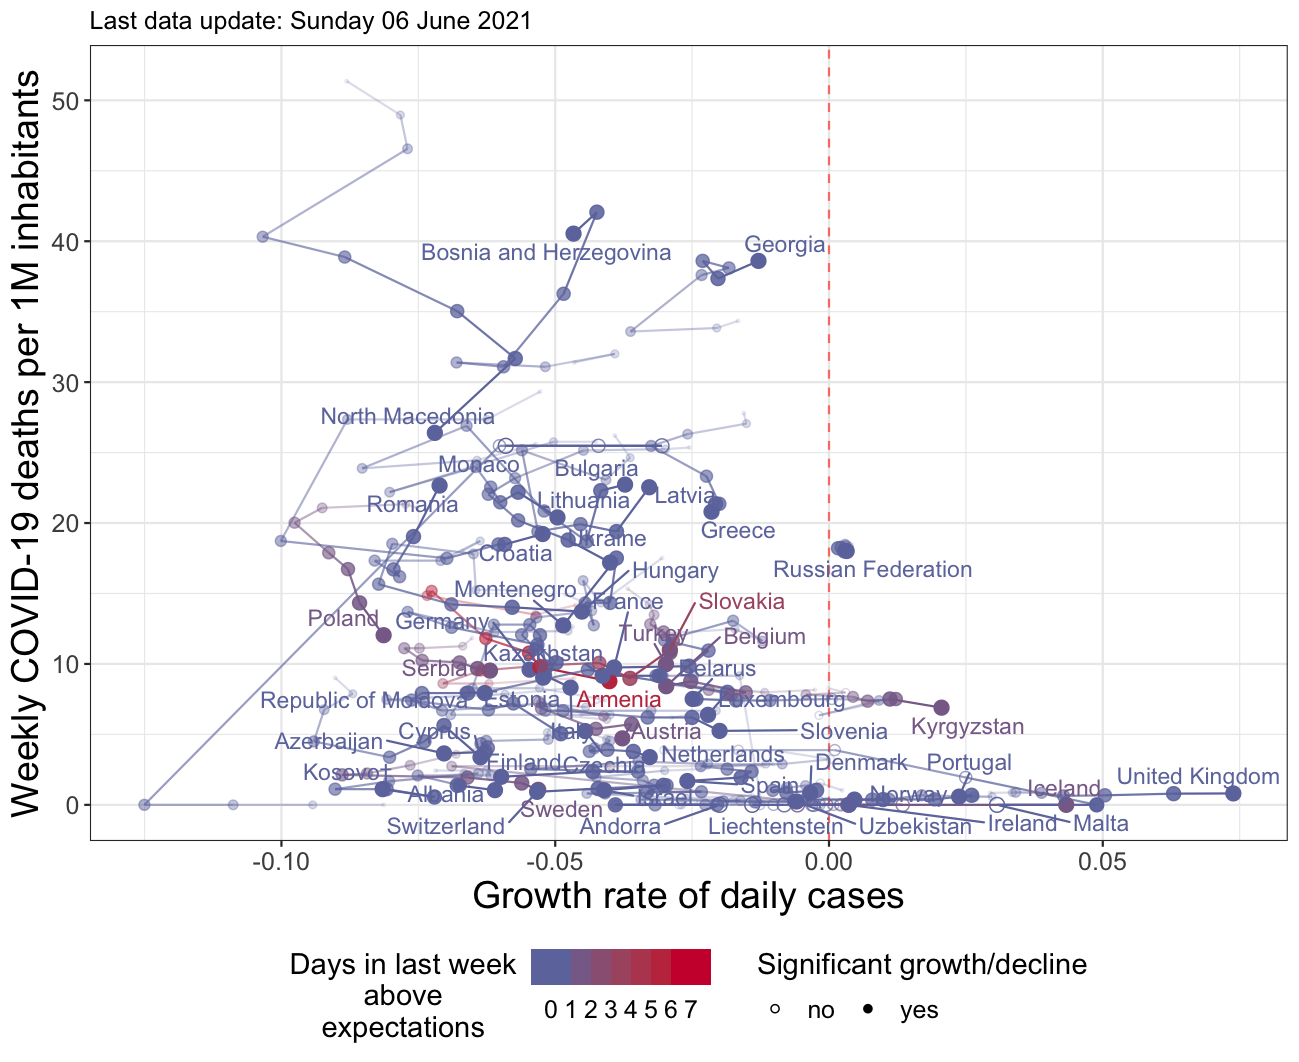 Last data update: Sunday 06 June 2021
Weekly COVID-19 deaths per 1M inhabitants
50
40
30
20
10
0
Bosnia and Herzegovina
Georgia
North Macedonia
Monaco
Bulgaria
Romania
Lithuania
Latvia
Greece
Ukraine
Croatia
Russian Federation
Hungary
Montenegro
France
Slovakia
Poland
Germany
Turkey
Belgium
Kazakhstan
Serbia
Belarus
Republic of Moldova
Estonia
Armenia
Luxembourg
Kyrgyzstan
Cyprus
Italy
Austria
Slovenia
Azerbaijan
Netherlands
Finland
Czechia
Denmark
Portugal
Kosovo†
Spain
United Kingdom
Albania
Israel
Norway
Iceland
Sweden
Switzerland
Andorra
Liechtenstein
Uzbekistan
Ireland
Malta
-0.10
-0.05
0.00
0.05
Growth rate of daily cases
Days in last week
above
expectations
0 1 2 3 4 5 6 7
Significant growth/decline
no
yes